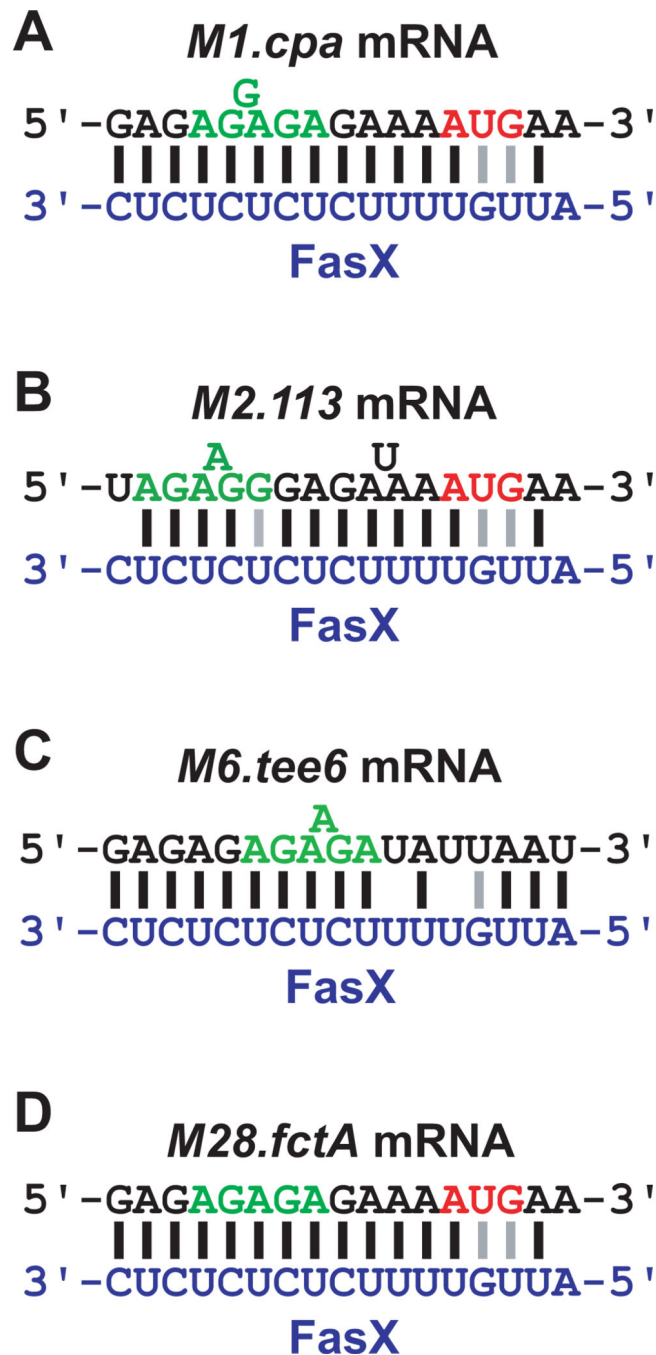 A
M1.cpa mRNA
G
5'-GAGAGAGAGAAAAUGAA-3'
3'-CUCUCUCUCUUUUGUUA-5'
FasX
B
M2.113 mRNA
A U
5'-UAGAGGGAGAAAAUGAA-3'
3'-CUCUCUCUCUUUUGUUA-5'
FasX
C
M6.tee6 mRNA
A
5'-GAGAGAGAGAUAUUAAU-3'
3'-CUCUCUCUCUUUUGUUA-5'
FasX
D
M28.fctA mRNA
5'-GAGAGAGAGAAAAUGAA-3'
3'-CUCUCUCUCUUUUGUUA-5'
FasX